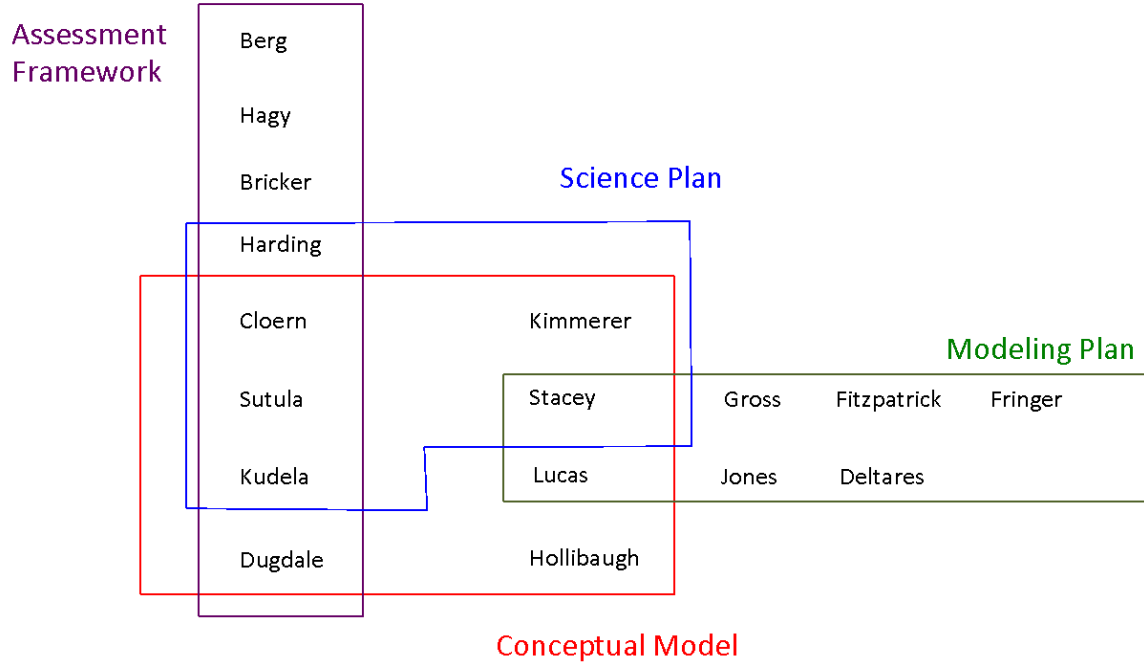 Assessment
Framework
Berg
Hagy
Bricker
Science Plan
Harding
Cloern
Kimmerer
Modeling Plan
Sutula
Stacey
Gross
Fitzpatrick
Fringer
Kudela
Lucas
Jones
Deltares
Dugdale
Hollibaugh
Conceptual Model